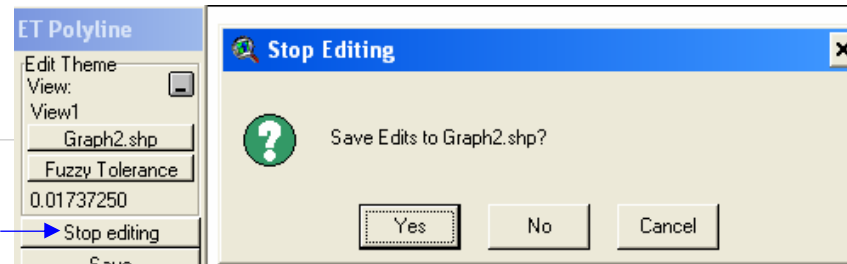 ET Polyline
Edit Theme
View:
View1
Graph2.shp
Fuzzy Tolerance
0.01737250
Stop editing
Save
Stop Editing
Save Edits to Graph2.shp?
Yes No Cancel